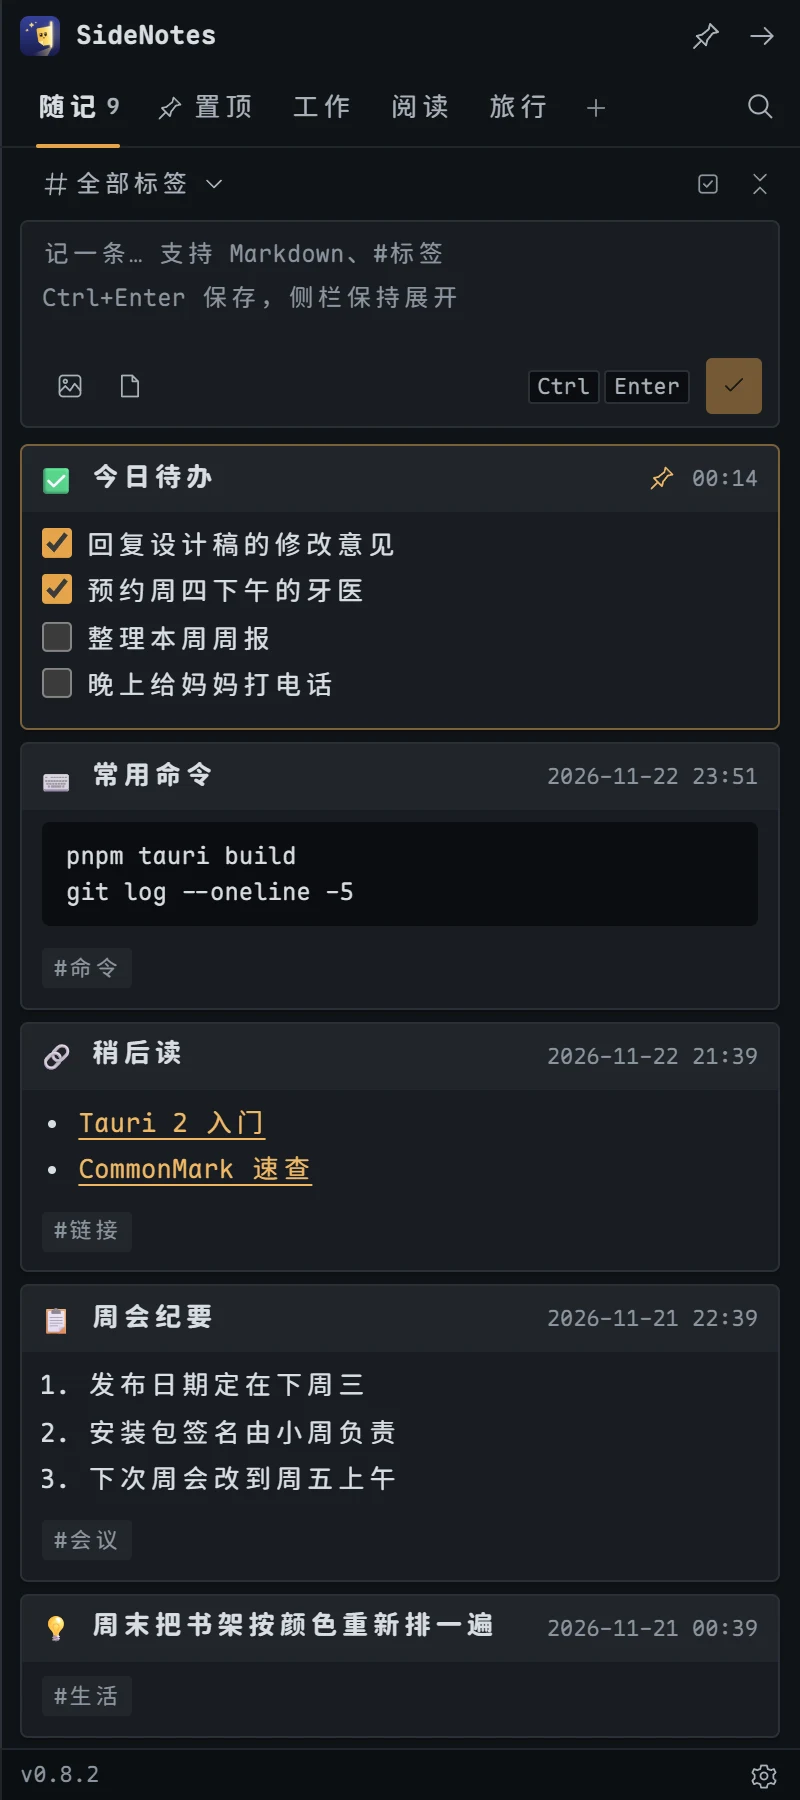 SideNotes
随记 9 置顶 工作 阅读 旅行 +
# 全部标签
记一条… 支持 Markdown、#标签
Ctrl+Enter 保存，侧栏保持展开
Ctrl Enter
今日待办 00:14
回复设计稿的修改意见
预约周四下午的牙医
整理本周周报
晚上给妈妈打电话
常用命令 2026-11-22 23:51
pnpm tauri build
git log --oneline -5
#命令
稍后读 2026-11-22 21:39
• Tauri 2 入门
• CommonMark 速查
#链接
周会纪要 2026-11-21 22:39
1. 发布日期定在下周三
2. 安装包签名由小周负责
3. 下次周会改到周五上午
#会议
周末把书架按颜色重新排一遍 2026-11-21 00:39
#生活
v0.8.2